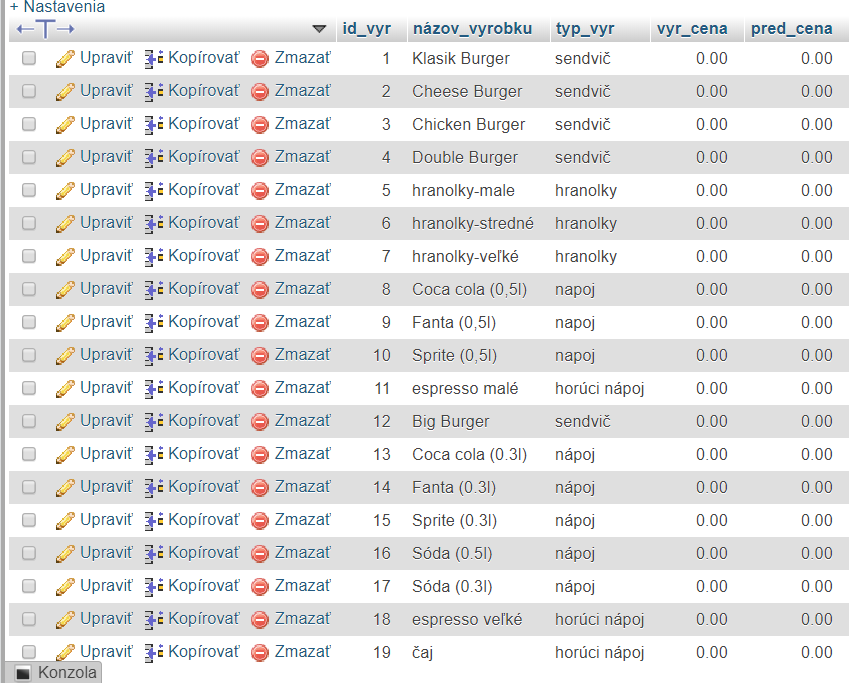 + Nastavenia
←T→ id_vyr názov_vyrobku typ_vyr vyr_cena pred_cena
Upraviť Kopírovať Zmazať 1 Klasik Burger sendvič 0.00 0.00
Upraviť Kopírovať Zmazať 2 Cheese Burger sendvič 0.00 0.00
Upraviť Kopírovať Zmazať 3 Chicken Burger sendvič 0.00 0.00
Upraviť Kopírovať Zmazať 4 Double Burger sendvič 0.00 0.00
Upraviť Kopírovať Zmazať 5 hranolky-male hranolky 0.00 0.00
Upraviť Kopírovať Zmazať 6 hranolky-stredné hranolky 0.00 0.00
Upraviť Kopírovať Zmazať 7 hranolky-veľké hranolky 0.00 0.00
Upraviť Kopírovať Zmazať 8 Coca cola (0,5l) napoj 0.00 0.00
Upraviť Kopírovať Zmazať 9 Fanta (0,5l) napoj 0.00 0.00
Upraviť Kopírovať Zmazať 10 Sprite (0,5l) napoj 0.00 0.00
Upraviť Kopírovať Zmazať 11 espresso malé horúci nápoj 0.00 0.00
Upraviť Kopírovať Zmazať 12 Big Burger sendvič 0.00 0.00
Upraviť Kopírovať Zmazať 13 Coca cola (0.3l) nápoj 0.00 0.00
Upraviť Kopírovať Zmazať 14 Fanta (0.3l) nápoj 0.00 0.00
Upraviť Kopírovať Zmazať 15 Sprite (0.3l) nápoj 0.00 0.00
Upraviť Kopírovať Zmazať 16 Sóda (0.5l) nápoj 0.00 0.00
Upraviť Kopírovať Zmazať 17 Sóda (0.3l) nápoj 0.00 0.00
Upraviť Kopírovať Zmazať 18 espresso veľké horúci nápoj 0.00 0.00
Upraviť Kopírovať Zmazať 19 čaj horúci nápoj 0.00 0.00
Konzola